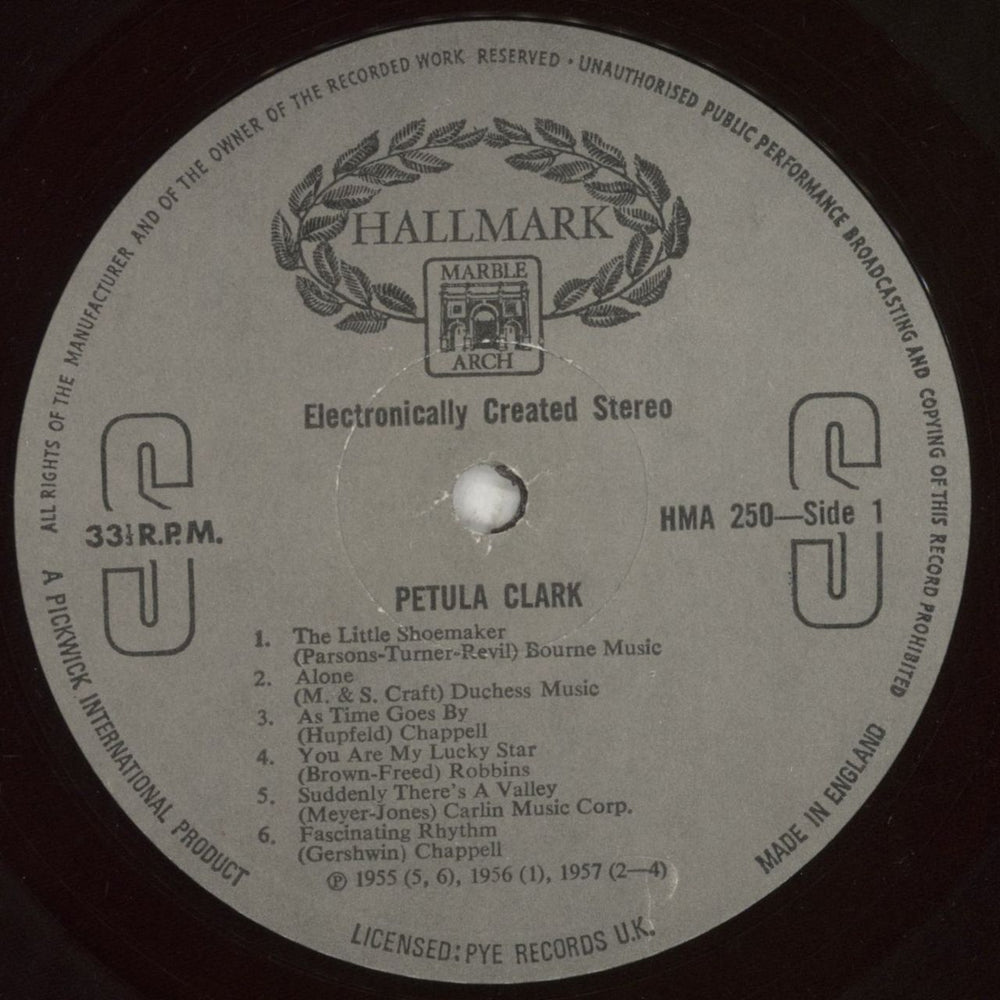 ALL RIGHTS OF THE MANUFACTURER AND OF THE OWNER OF THE RECORDED WORK RESERVED • UNAUTHORISED PUBLIC PERFORMANCE BROADCASTING AND COPYING OF THIS RECORD PROHIBITED
HALLMARK
MARBLE
ARCH
Electronically Created Stereo
S
S
33⅓ R.P.M.
HMA 250—Side 1
PETULA CLARK
1. The Little Shoemaker
(Parsons-Turner-Revil) Bourne Music
2. Alone
(M. & S. Craft) Duchess Music
3. As Time Goes By
(Hupfeld) Chappell
4. You Are My Lucky Star
(Brown-Freed) Robbins
5. Suddenly There's A Valley
(Meyer-Jones) Carlin Music Corp.
6. Fascinating Rhythm
(Gershwin) Chappell
℗ 1955 (5, 6), 1956 (1), 1957 (2—4)
A PICKWICK INTERNATIONAL PRODUCT
LICENSED: PYE RECORDS U.K.
MADE IN ENGLAND